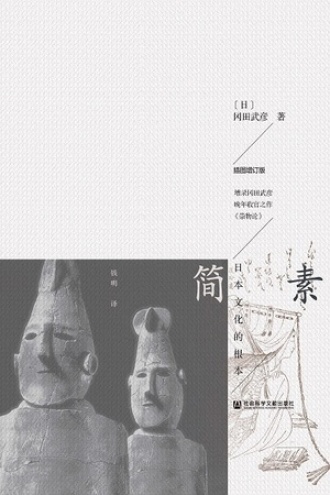 ［日］
冈田武彦 著
插图增订版
增录冈田武彦
晚年收官之作
《崇物论》
简素
日本文化的根本
钱明 译
社会科学文献出版社